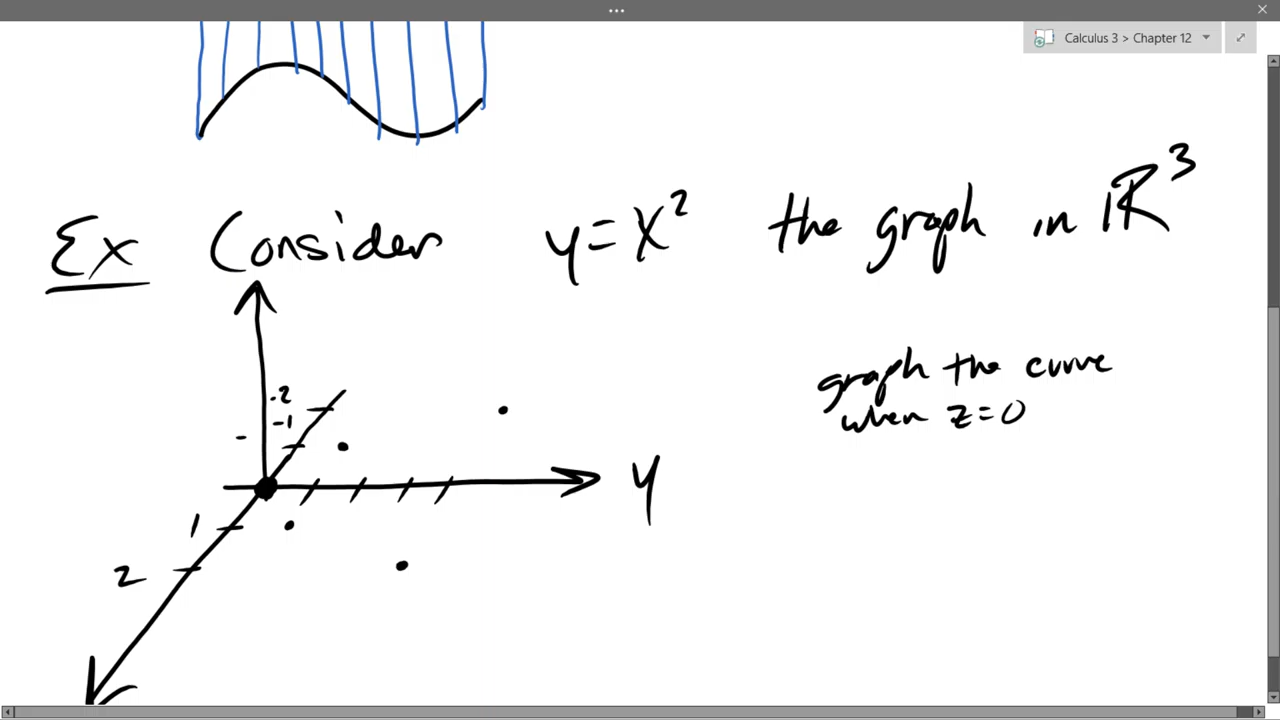 Calculus 3 > Chapter 12
Ex Consider y=x² the graph in ℝ³
graph the curve
when z=0
-2
-1
y
1
2